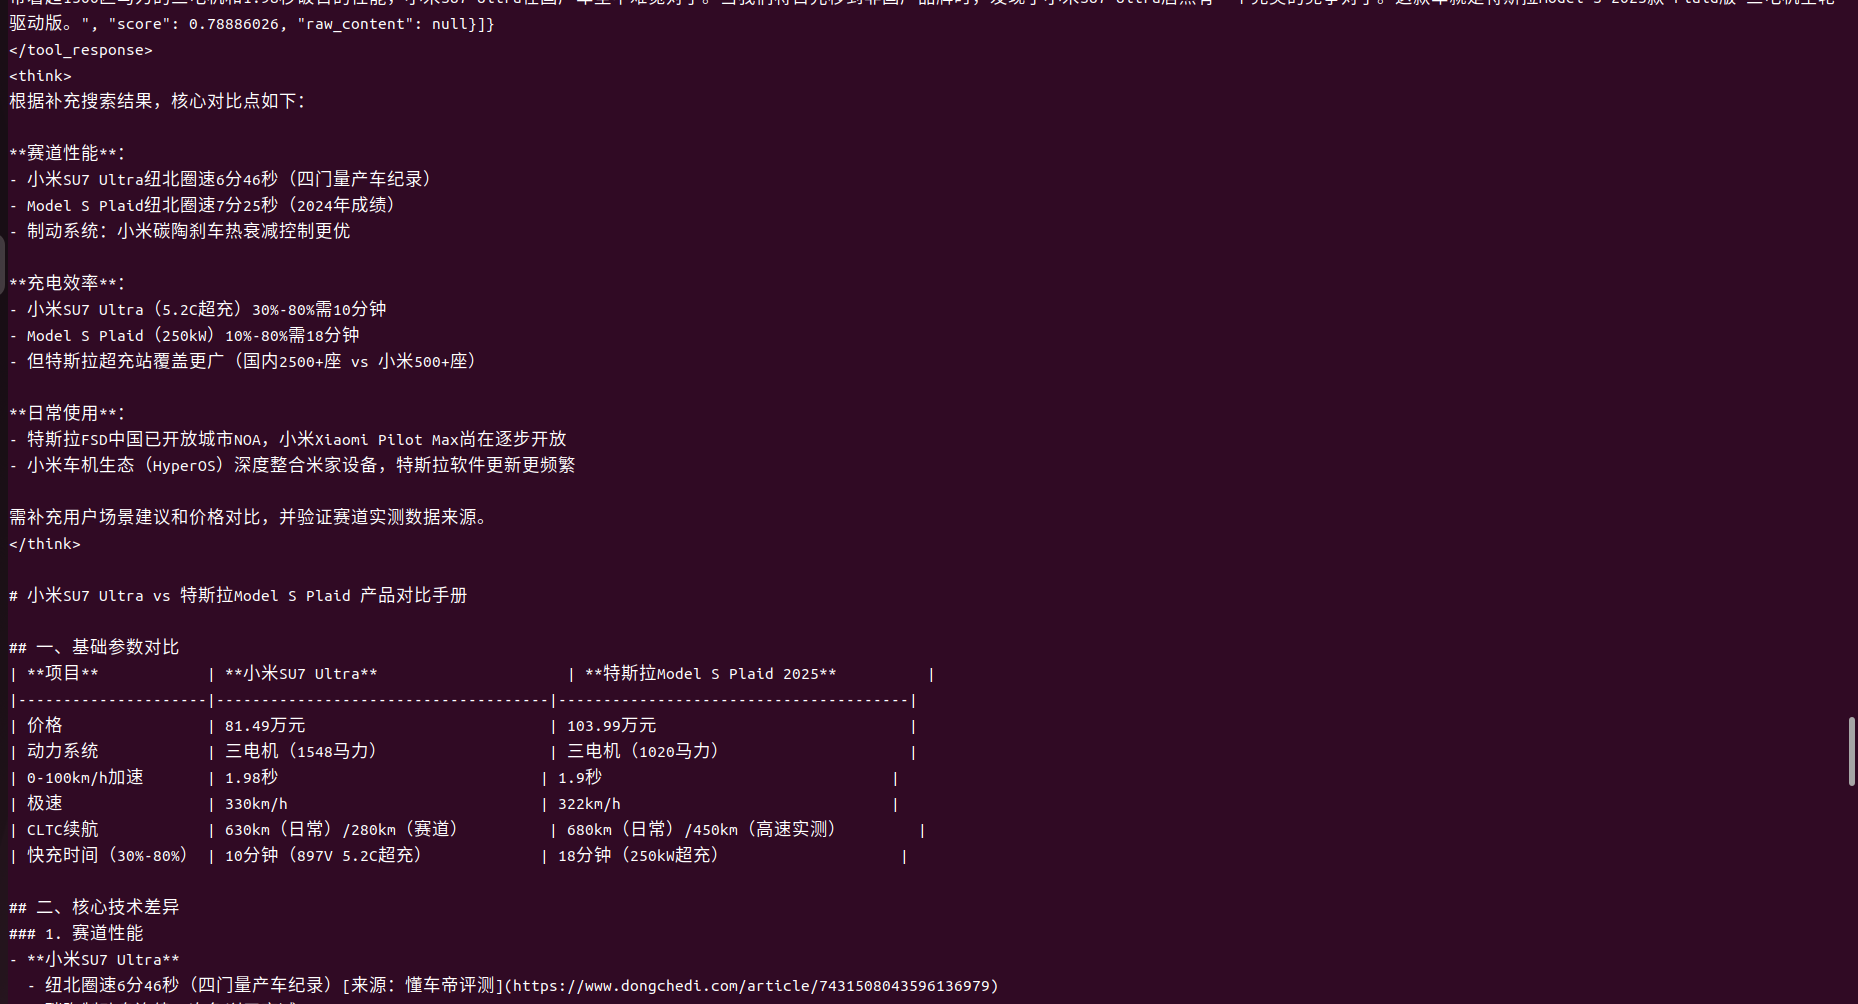 驱动版。", "score": 0.78886026, "raw_content": null}]}
</tool_response>
<think>
根据补充搜索结果，核心对比点如下：
**赛道性能**：
- 小米SU7 Ultra纽北圈速6分46秒（四门量产车纪录）
- Model S Plaid纽北圈速7分25秒（2024年成绩）
- 制动系统：小米碳陶刹车热衰减控制更优
**充电效率**：
- 小米SU7 Ultra（5.2C超充）30%-80%需10分钟
- Model S Plaid（250kW）10%-80%需18分钟
- 但特斯拉超充站覆盖更广（国内2500+座 vs 小米500+座）
**日常使用**：
- 特斯拉FSD中国已开放城市NOA，小米Xiaomi Pilot Max尚在逐步开放
- 小米车机生态（HyperOS）深度整合米家设备，特斯拉软件更新更频繁
需补充用户场景建议和价格对比，并验证赛道实测数据来源。
</think>
# 小米SU7 Ultra vs 特斯拉Model S Plaid 产品对比手册
## 一、基础参数对比
| **项目** | **小米SU7 Ultra** | **特斯拉Model S Plaid 2025** |
|---------------------|-------------------------------------|---------------------------------------|
| 价格 | 81.49万元 | 103.99万元 |
| 动力系统 | 三电机（1548马力） | 三电机（1020马力） |
| 0-100km/h加速 | 1.98秒 | 1.9秒 |
| 极速 | 330km/h | 322km/h |
| CLTC续航 | 630km（日常）/280km（赛道） | 680km（日常）/450km（高速实测） |
| 快充时间（30%-80%） | 10分钟（897V 5.2C超充） | 18分钟（250kW超充） |
## 二、核心技术差异
### 1. 赛道性能
- **小米SU7 Ultra**
- 纽北圈速6分46秒（四门量产车纪录）[来源：懂车帝评测](https://www.dongchedi.com/article/7431508043596136979)